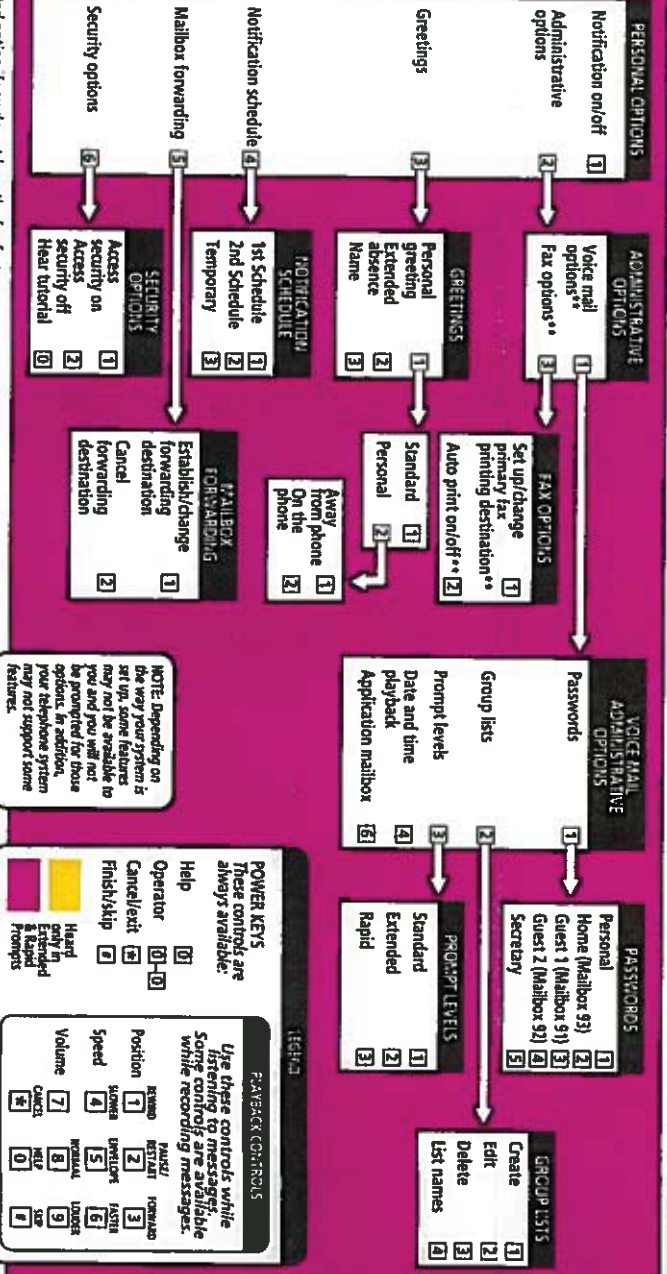 PERSONAL OPTIONS
Notification on/off 1
Administrative
options 2
Greetings 3
Notification schedule 4
Mailbox forwarding 5
Security options 6
ADMINISTRATIVE
OPTIONS
Voice mail
options** 1
Fax options** 3
GREETINGS
Personal
greeting 1
Extended
absence 2
Name 3
NOTIFICATION
SCHEDULE
1st Schedule 1
2nd Schedule 2
Temporary 3
SECURITY
OPTIONS
Access
security on 1
Access
security off 2
Hear tutorial 0
FAX OPTIONS
Set up/change
primary fax
printing destination** 1
Auto print on/off** 2
Standard 1
Personal 2
Away
from phone 1
On the
phone 2
MAILBOX
FORWARDING
Establish/change
forwarding
destination 1
Cancel
forwarding
destination 2
VOICE MAIL
ADMINISTRATIVE
OPTIONS
Passwords 1
Group lists 2
Prompt levels 3
Date and time
playback 4
Application mailbox 6
PASSWORDS
Personal 1
Home (Mailbox 93) 2
Guest 1 (Mailbox 91) 3
Guest 2 (Mailbox 92) 4
Secretary 5
PROMPT LEVELS
Standard 1
Extended 2
Rapid 3
GROUP LISTS
Create 1
Edit 2
Delete 3
List names 4
NOTE: Depending on
the way your system is
set up, some features
may not be available to
you and you will not
be prompted for those
options. In addition,
your telephone system
may not support some
features.
LEGEND
POWER KEYS
These controls are
always available:
Help 0
Operator 0-0
Cancel/exit *
Finish/skip #
Heard
only in
Extended
& Rapid
Prompts
PLAYBACK CONTROLS
Use these controls while
listening to messages.
Some controls are available
while recording messages.
REWIND PAUSE/RESTART FORWARD
Position 1 2 3
SLOWER ENVELOPE FASTER
Speed 4 5 6
NORMAL LOUDER
Volume 7 8 9
CANCEL HELP SKIP
* 0 #